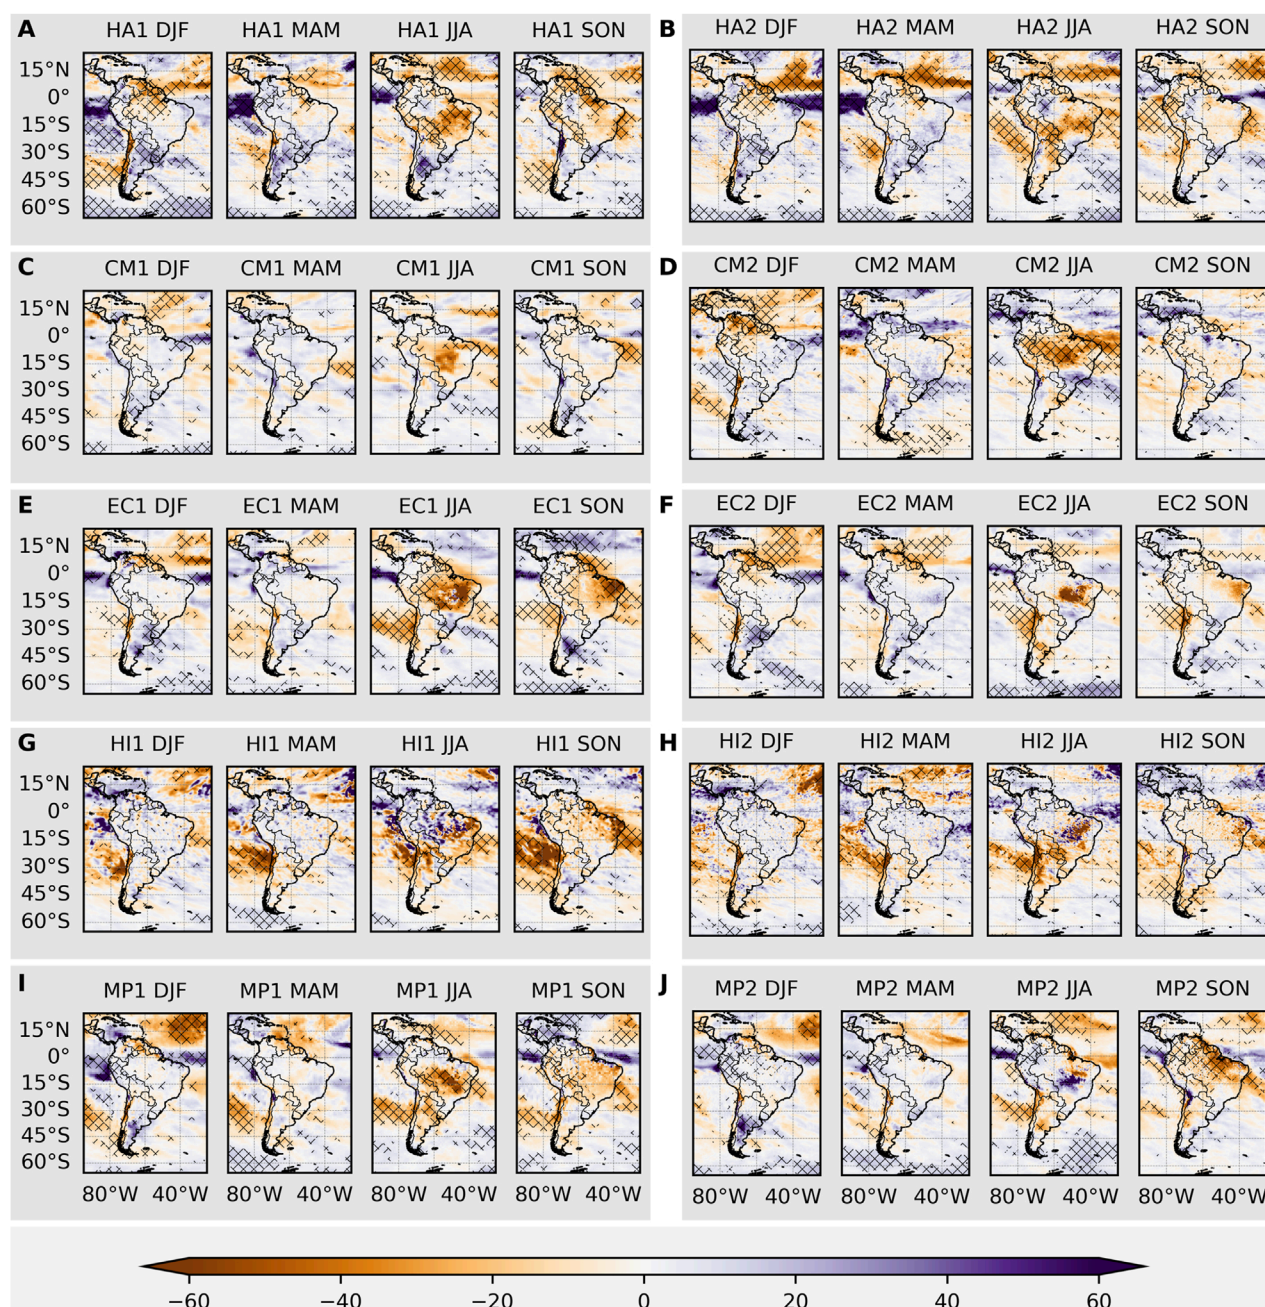 A HA1 DJF HA1 MAM HA1 JJA HA1 SON B HA2 DJF HA2 MAM HA2 JJA HA2 SON
15°N
0°
15°S
30°S
45°S
60°S
C CM1 DJF CM1 MAM CM1 JJA CM1 SON D CM2 DJF CM2 MAM CM2 JJA CM2 SON
15°N
0°
15°S
30°S
45°S
60°S
E EC1 DJF EC1 MAM EC1 JJA EC1 SON F EC2 DJF EC2 MAM EC2 JJA EC2 SON
15°N
0°
15°S
30°S
45°S
60°S
G HI1 DJF HI1 MAM HI1 JJA HI1 SON H HI2 DJF HI2 MAM HI2 JJA HI2 SON
15°N
0°
15°S
30°S
45°S
60°S
I MP1 DJF MP1 MAM MP1 JJA MP1 SON J MP2 DJF MP2 MAM MP2 JJA MP2 SON
15°N
0°
15°S
30°S
45°S
60°S
80°W 40°W 80°W 40°W 80°W 40°W 80°W 40°W 80°W 40°W 80°W 40°W 80°W 40°W 80°W 40°W
−60 −40 −20 0 20 40 60